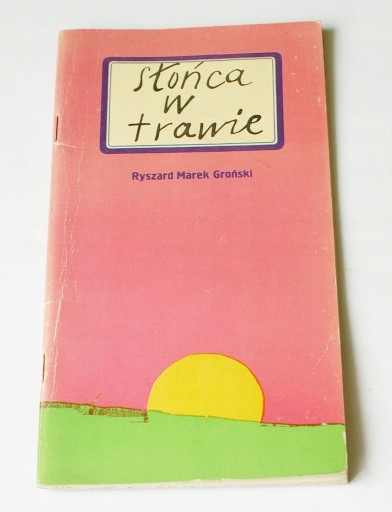 słońca
w
trawie
Ryszard Marek Groński